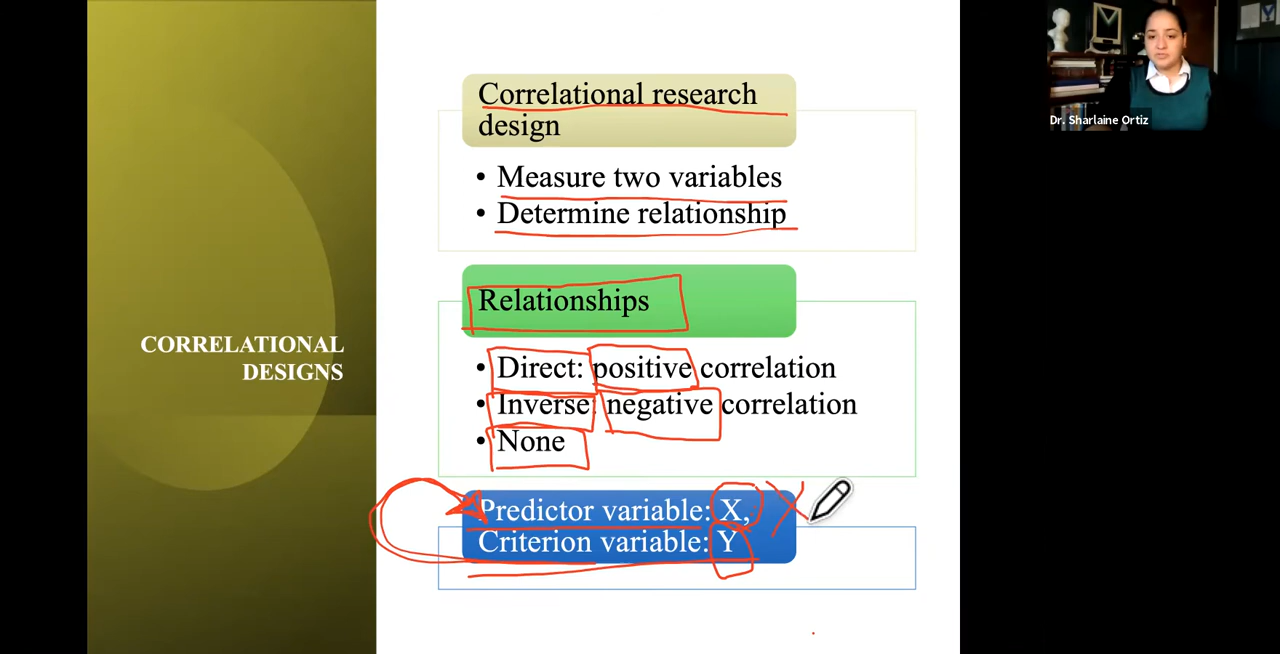 Correlational research
design
• Measure two variables
• Determine relationship
Relationships
• Direct: positive correlation
• Inverse: negative correlation
• None
Predictor variable: X, X
Criterion variable: Y
CORRELATIONAL
DESIGNS
Dr. Sharlaine Ortiz